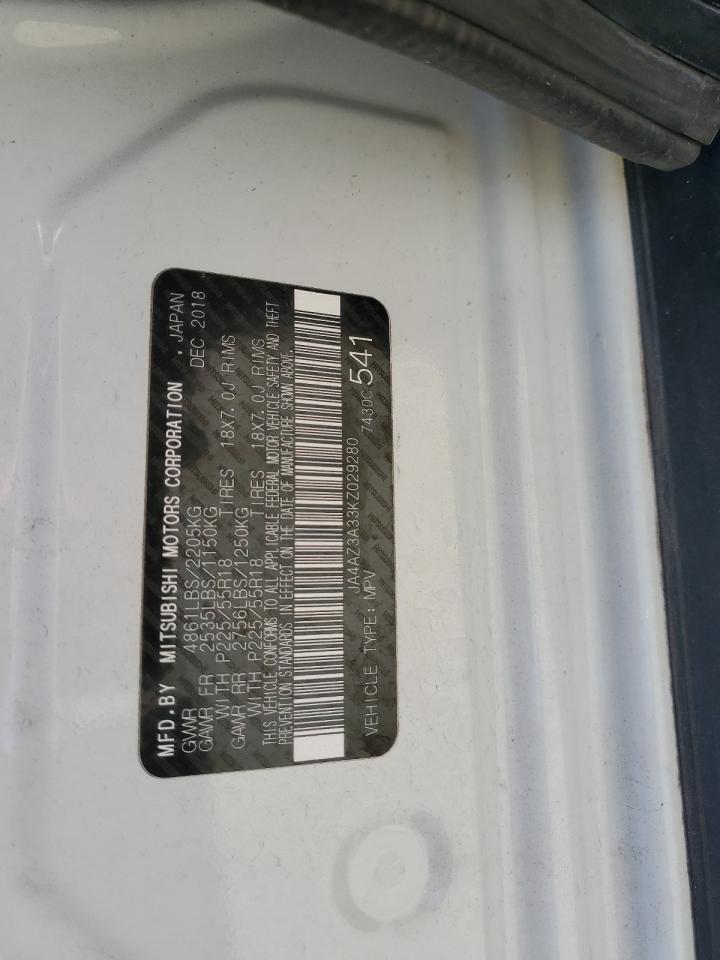 MFD.BY MITSUBISHI MOTORS CORPORATION , JAPAN
GVWR 4861LBS/2205KG DEC 2018
GAWR FR 2535LBS/1150KG
WITH P225/55R18 TIRES 18X7.0J RIMS
GAWR RR 2756LBS/1250KG
WITH P225/55R18 TIRES 18X7.0J RIMS
THIS VEHICLE CONFORMS TO ALL APPLICABLE FEDERAL MOTOR VEHICLE SAFETY AND THEFT
PREVENTION STANDARDS IN EFFECT ON THE DATE OF MANUFACTURE SHOWN ABOVE.
JA4AZ3A33KZ029280 7430C 541
VEHICLE TYPE: MPV